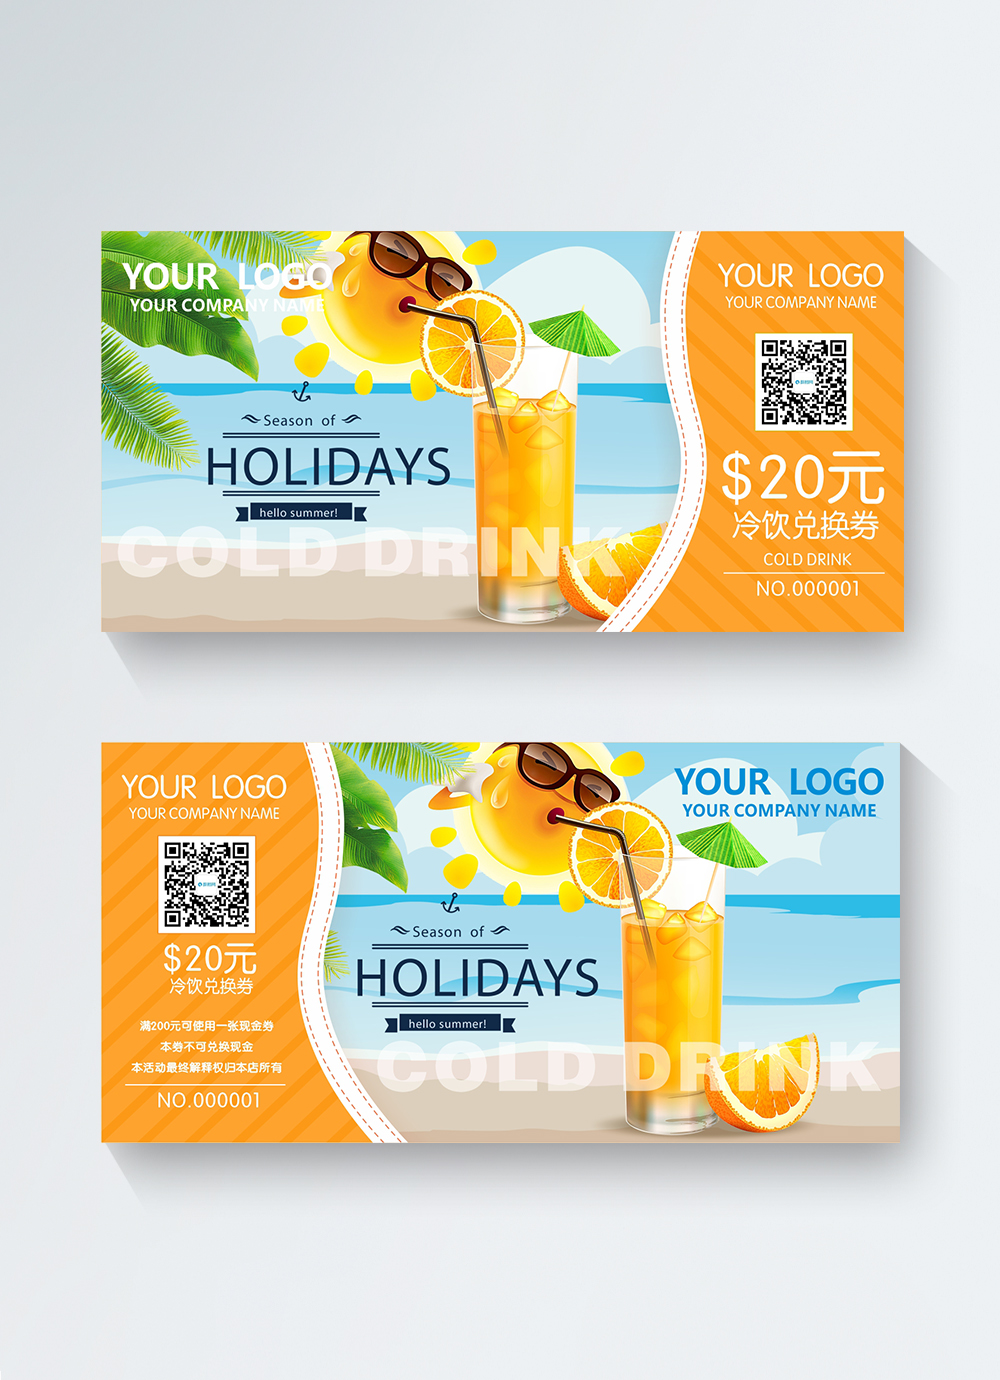 YOUR LOGO
YOUR COMPANY NAME
Season of
HOLIDAYS
hello summer!
COLD DRINK
YOUR LOGO
YOUR COMPANY NAME
$20元
冷饮兑换券
COLD DRINK
NO.000001
YOUR LOGO
YOUR COMPANY NAME
$20元
冷饮兑换券
满200元可使用一张现金券
本券不可兑换现金
本活动最终解释权归本店所有
NO.000001
YOUR LOGO
YOUR COMPANY NAME
Season of
HOLIDAYS
hello summer!
COLD DRINK